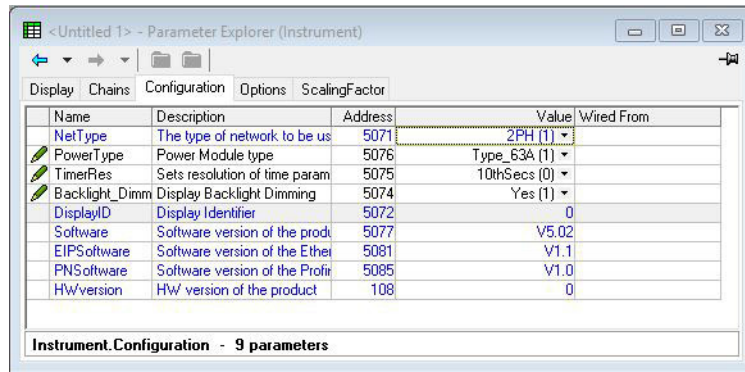 <Untitled 1> - Parameter Explorer (Instrument)
Display Chains Configuration Options ScalingFactor
Name Description Address Value Wired From
NetType The type of network to be us 5071 2PH (1)
PowerType Power Module type 5076 Type_63A (1)
TimerRes Sets resolution of time param 5075 10thSecs (0)
Backlight_Dimm Display Backlight Dimming 5074 Yes (1)
DisplayID Display Identifier 5072 0
Software Software version of the produ 5077 V5.02
EIPSoftware Software version of the Ether 5081 V1.1
PNSoftware Software version of the Profin 5085 V1.0
HWversion HW version of the product 108 0
Instrument.Configuration - 9 parameters